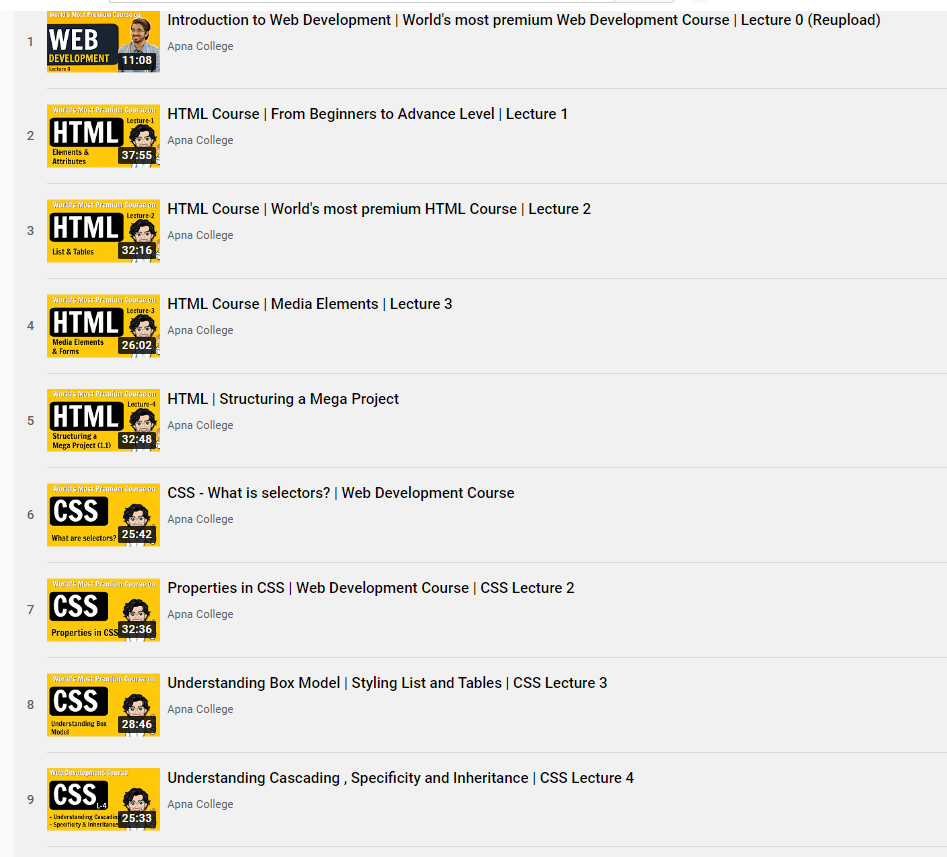 World's Most Premium Course on
WEB
DEVELOPMENT
Lecture-0
11:08
1
Introduction to Web Development | World's most premium Web Development Course | Lecture 0 (Reupload)
Apna College
2
World's Most Premium Course on
HTML
Lecture-1
Elements &
Attributes
37:55
HTML Course | From Beginners to Advance Level | Lecture 1
Apna College
3
World's Most Premium Course on
HTML
Lecture-2
List & Tables
32:16
HTML Course | World's most premium HTML Course | Lecture 2
Apna College
4
World's Most Premium Course on
HTML
Lecture-3
Media Elements
& Forms
26:02
HTML Course | Media Elements | Lecture 3
Apna College
5
World's Most Premium Course on
HTML
Lecture-4
Structuring a
Mega Project (1.1)
32:48
HTML | Structuring a Mega Project
Apna College
6
World's Most Premium Course on
CSS
What are selectors?
25:42
CSS - What is selectors? | Web Development Course
Apna College
7
World's Most Premium Course on
CSS
Properties in CSS
32:36
Properties in CSS | Web Development Course | CSS Lecture 2
Apna College
8
World's Most Premium Course on
CSS
Understanding Box
Model
28:46
Understanding Box Model | Styling List and Tables | CSS Lecture 3
Apna College
9
Web Development Course
CSS L-4
- Understanding Cascadin
- Specificity & Inheritance
25:33
Understanding Cascading , Specificity and Inheritance | CSS Lecture 4
Apna College